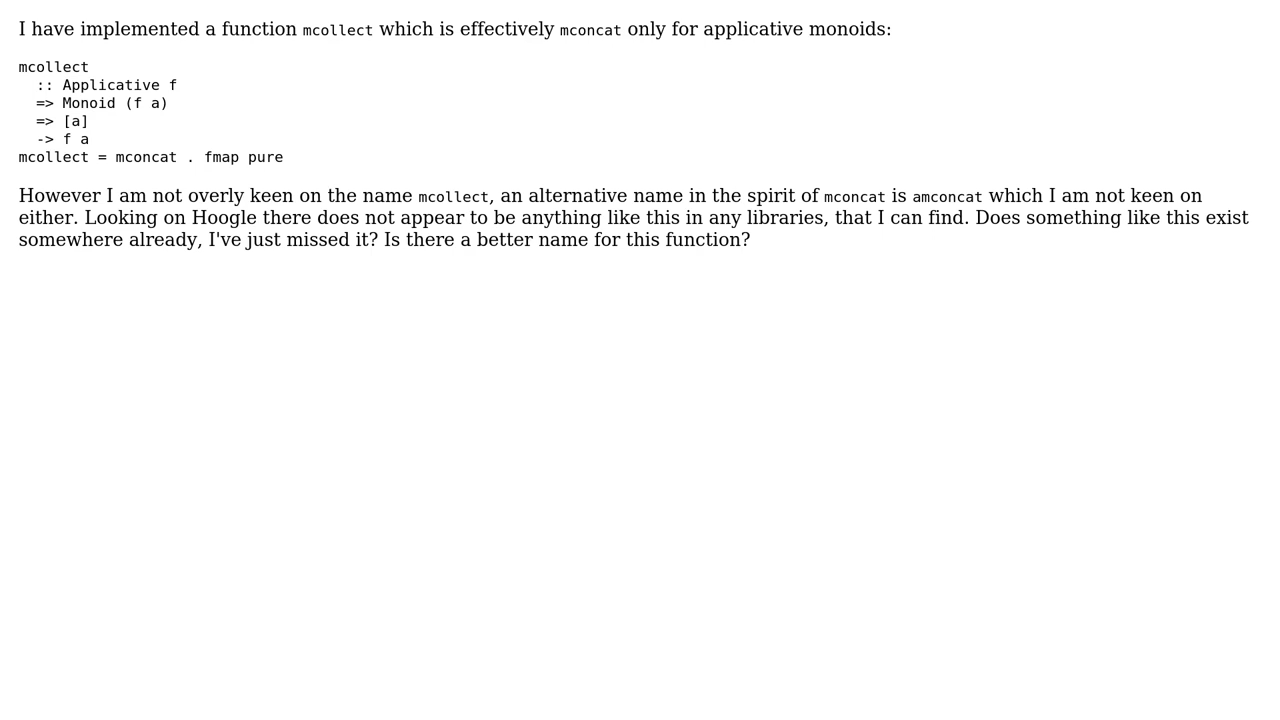 I have implemented a function mcollect which is effectively mconcat only for applicative monoids:
mcollect
  :: Applicative f
  => Monoid (f a)
  => [a]
  -> f a
mcollect = mconcat . fmap pure
However I am not overly keen on the name mcollect, an alternative name in the spirit of mconcat is amconcat which I am not keen on
either. Looking on Hoogle there does not appear to be anything like this in any libraries, that I can find. Does something like this exist
somewhere already, I've just missed it? Is there a better name for this function?